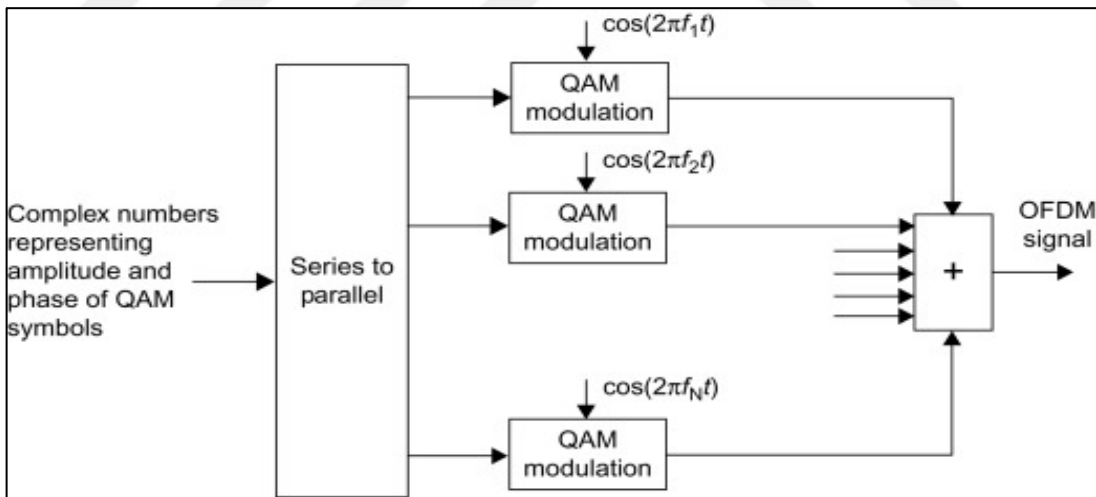 cos(2πf₁t)
QAM
modulation
cos(2πf₂t)
QAM
modulation
Complex numbers
representing
amplitude and
phase of QAM
symbols
Series to
parallel
+
OFDM
signal
cos(2πf_Nt)
QAM
modulation